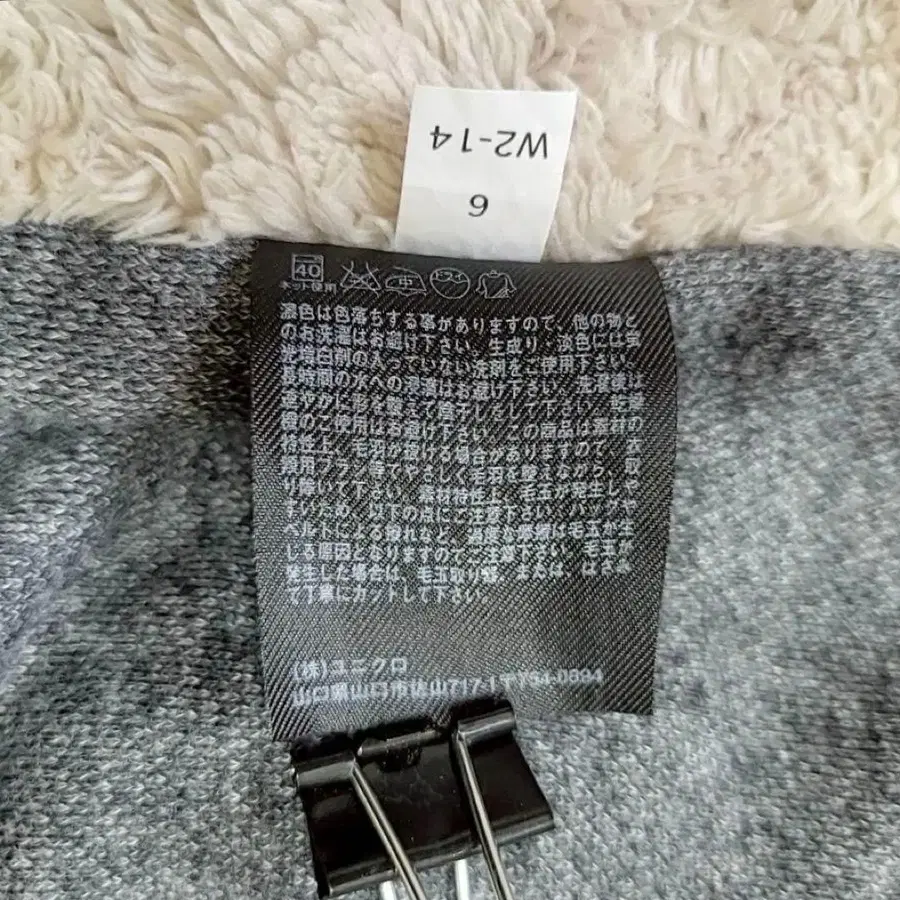 W2-14
40
ネット使用
中
ドライ
濃色は色落ちする事がありますので、他の物と
のお洗濯はお避け下さい。生成り・淡色には蛍
光増白剤の入っていない洗剤をご使用下さい。
長時間の水への浸漬はお避け下さい。洗濯後は
速やかに形を整えて陰干しをして下さい。乾燥
機のご使用はお避け下さい。この商品は素材の
特性上、毛羽が抜ける場合がありますので、衣
類用ブラシ等でやさしく毛羽を整えながら、取
り除いて下さい。素材特性上、毛玉が発生しや
すいため、以下の点にご注意下さい。バッグや
ベルトによる擦れなど、過度な摩擦は毛玉が生
じる原因となりますのでご注意下さい。毛玉が
発生した場合は、毛玉取り器、または、はさみ
で丁寧にカットして下さい。
(株)ユニクロ
山口県山口市佐山717-1 〒754-0894